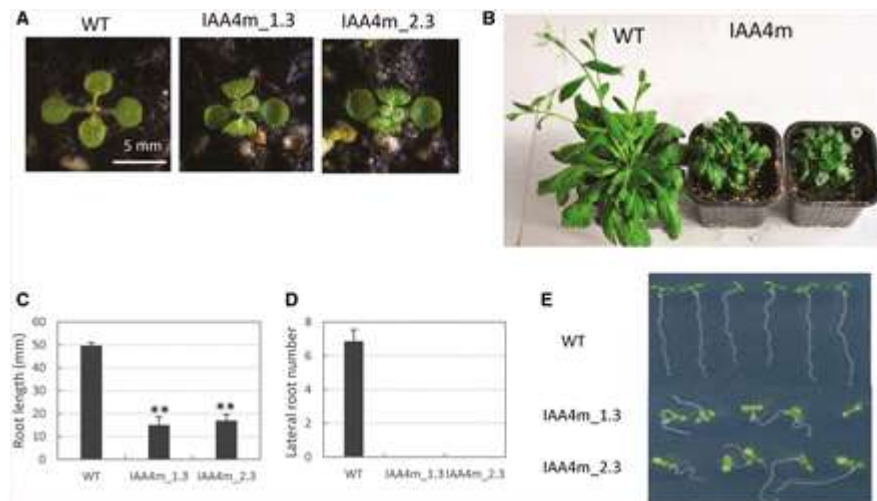 A
WT
IAA4m_1.3
IAA4m_2.3
5 mm
B
WT
IAA4m
C
Root length (mm)
60
50
40
30
20
10
0
**
**
WT
IAA4m_1.3
IAA4m_2.3
D
Lateral root number
8
6
4
2
0
WT
IAA4m_1.3
IAA4m_2.3
E
WT
IAA4m_1.3
IAA4m_2.3